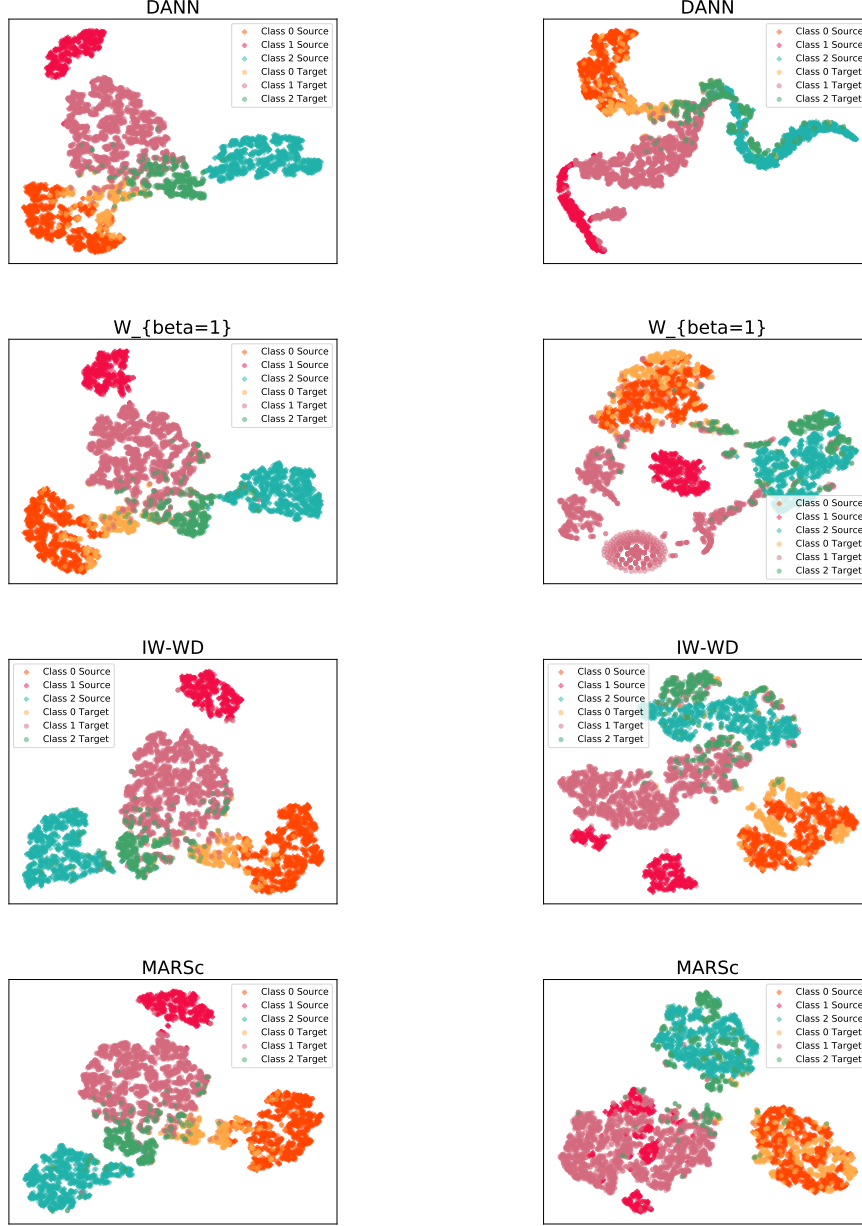 DANN
Class 0 Source
Class 1 Source
Class 2 Source
Class 0 Target
Class 1 Target
Class 2 Target
DANN
Class 0 Source
Class 1 Source
Class 2 Source
Class 0 Target
Class 1 Target
Class 2 Target
W_{beta=1}
Class 0 Source
Class 1 Source
Class 2 Source
Class 0 Target
Class 1 Target
Class 2 Target
W_{beta=1}
Class 0 Source
Class 1 Source
Class 2 Source
Class 0 Target
Class 1 Target
Class 2 Target
IW-WD
Class 0 Source
Class 1 Source
Class 2 Source
Class 0 Target
Class 1 Target
Class 2 Target
IW-WD
Class 0 Source
Class 1 Source
Class 2 Source
Class 0 Target
Class 1 Target
Class 2 Target
MARSc
Class 0 Source
Class 1 Source
Class 2 Source
Class 0 Target
Class 1 Target
Class 2 Target
MARSc
Class 0 Source
Class 1 Source
Class 2 Source
Class 0 Target
Class 1 Target
Class 2 Target